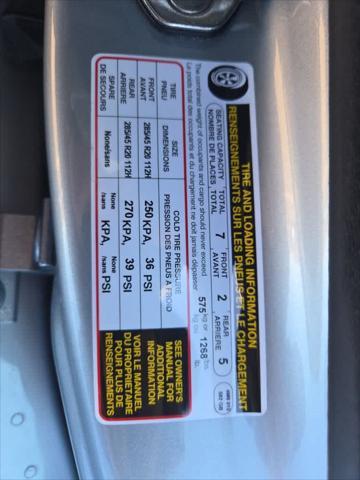 TIRE AND LOADING INFORMATION
RENSEIGNEMENTS SUR LES PNEUS ET LE CHARGEMENT
SEATING CAPACITY TOTAL 7 FRONT 2 REAR 5
NOMBRE DE PLACES TOTAL AVANT ARRIÈRE
The combined weight of occupants and cargo should never exceed 575 kg or 1268 lbs
Le poids total des occupants et du chargement ne doit jamais dépasser kg ou lb.
TIRE SIZE COLD TIRE PRESSURE
PNEU DIMENSIONS PRESSION DES PNEUS À FROID
FRONT
AVANT 285/45 R20 112H 250 KPA, 36 PSI
REAR
ARRIERE 285/45 R20 112H 270 KPA, 39 PSI
SPARE
DE SECOURS None/sans None /sans KPA, None /sans PSI
SEE OWNER'S
MANUAL FOR
ADDITIONAL
INFORMATION
VOIR LE MANUEL
DU PROPRIÉTAIRE
POUR PLUS DE
RENSEIGNEMENTS